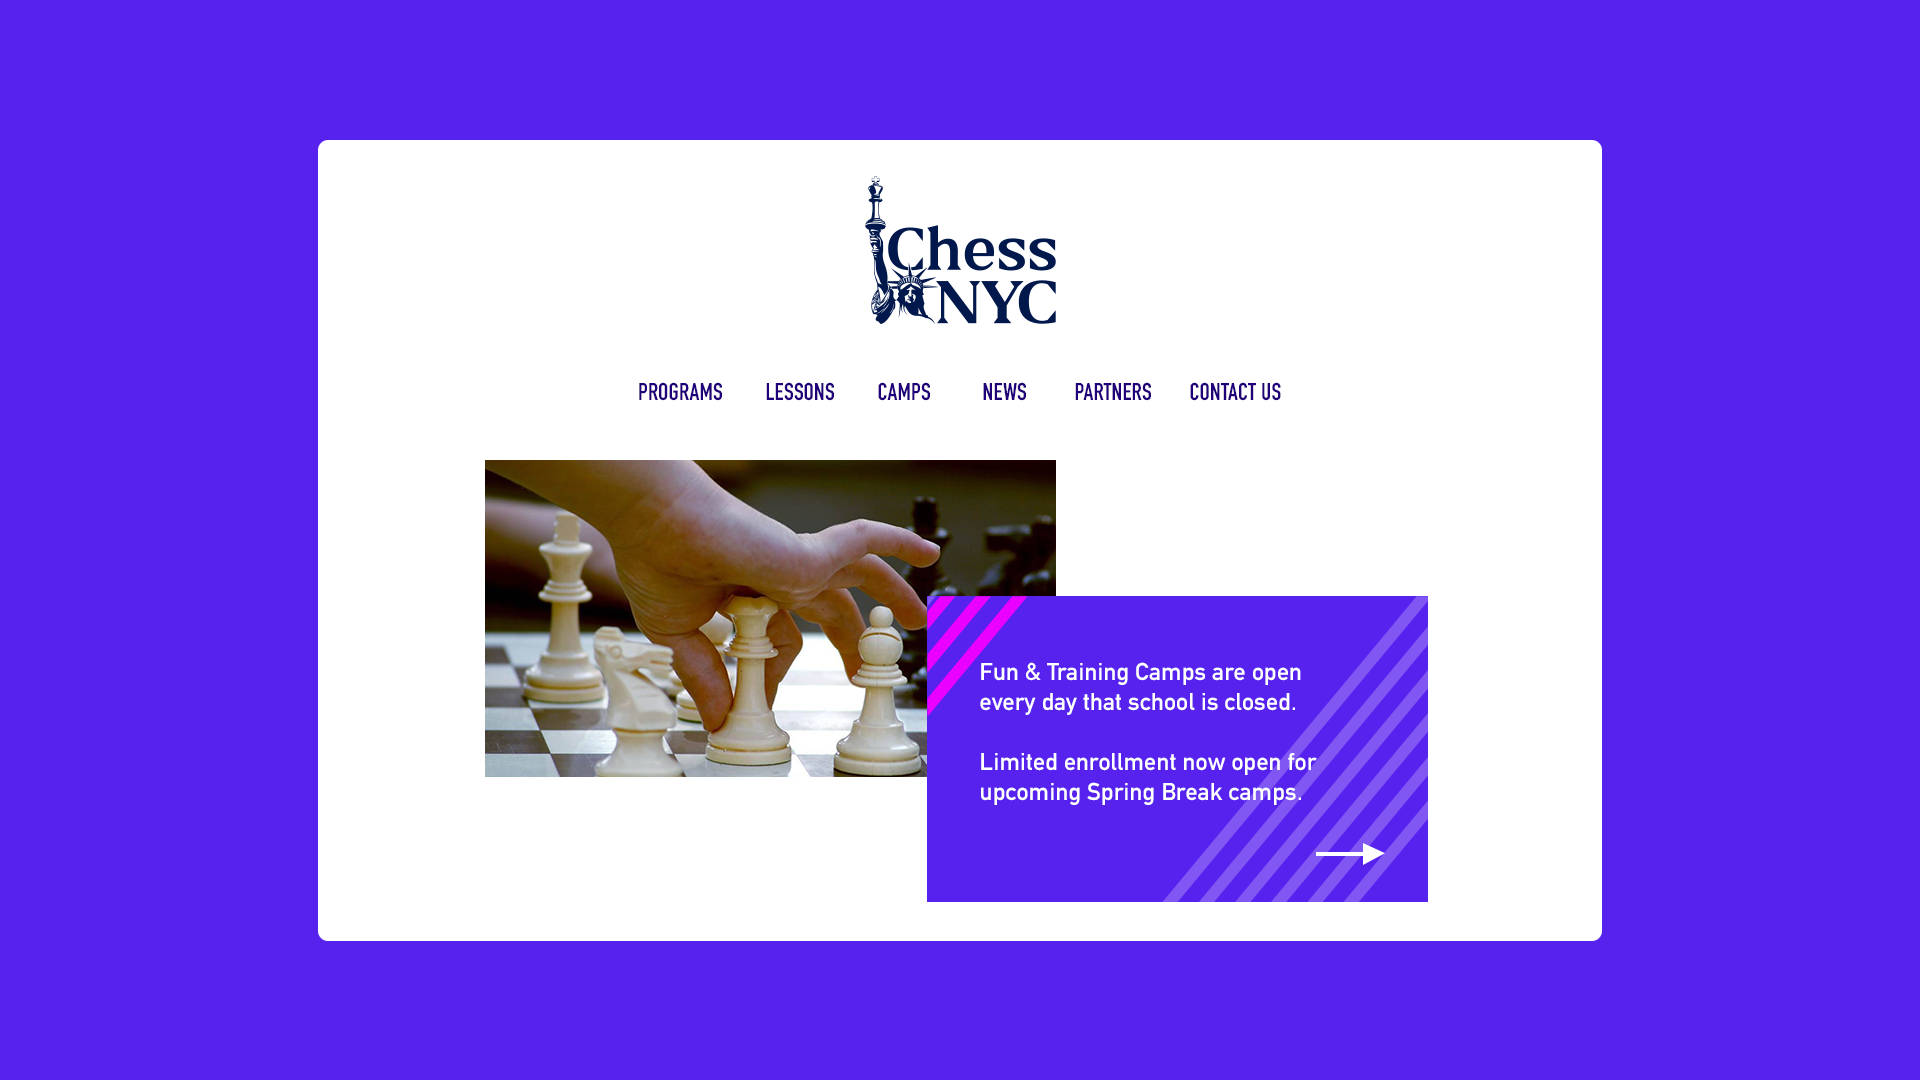 Chess
NYC
PROGRAMS LESSONS CAMPS NEWS PARTNERS CONTACT US
Fun & Training Camps are open
every day that school is closed.
Limited enrollment now open for
upcoming Spring Break camps.